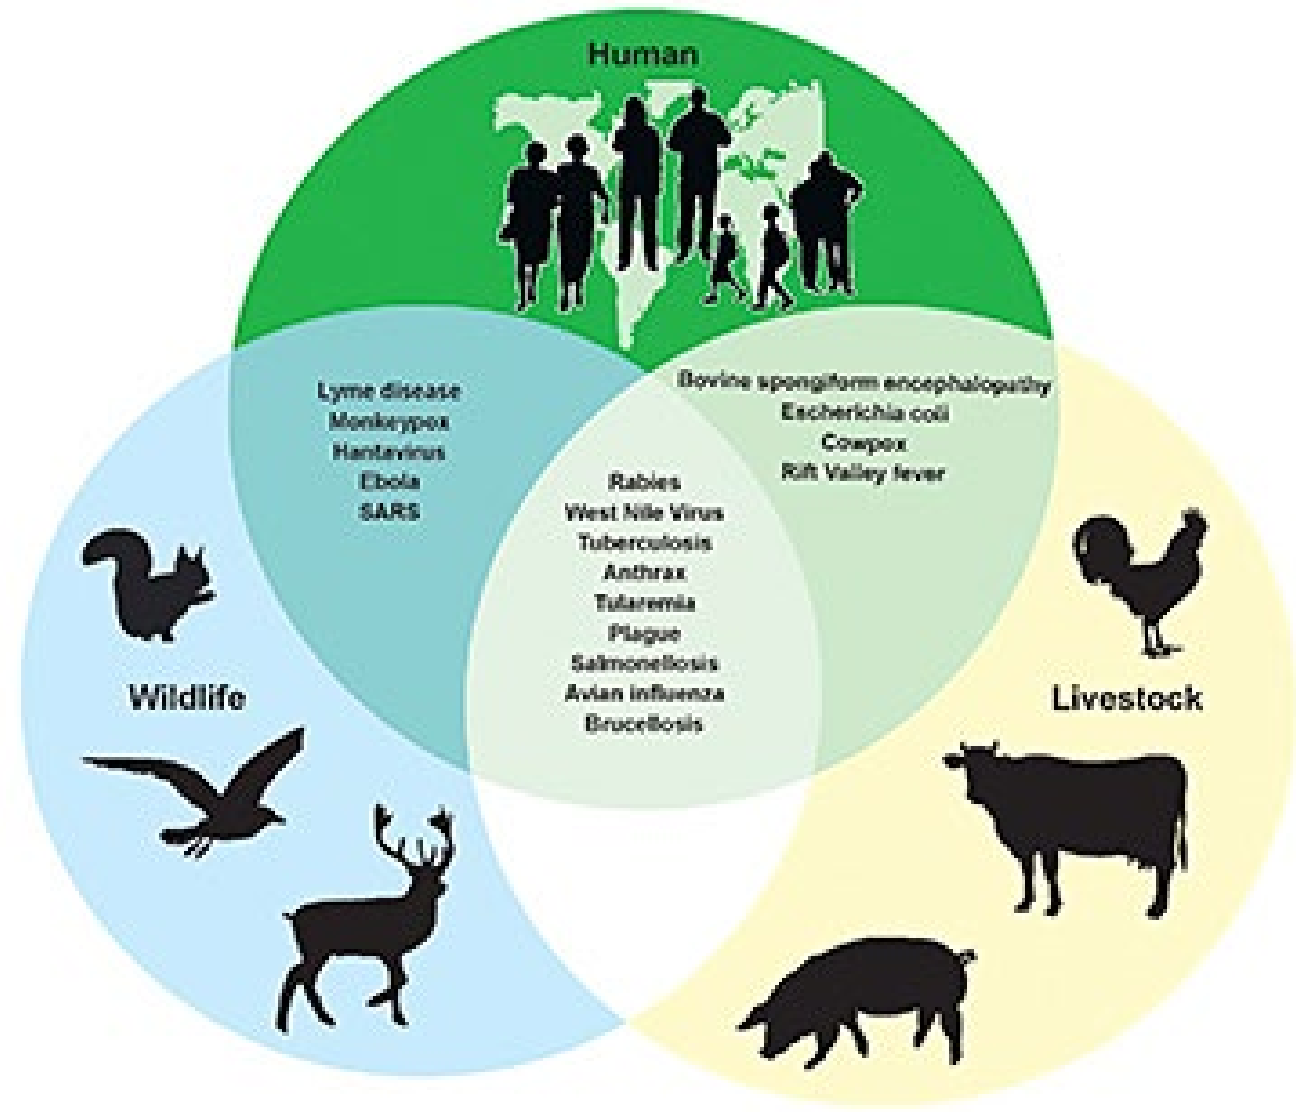 Human
Lyme disease
Monkeypox
Hantavirus
Ebola
SARS
Bovine spongiform encephalopathy
Escherichia coli
Cowpox
Rift Valley fever
Rabies
West Nile Virus
Tuberculosis
Anthrax
Tularemia
Plague
Salmonellosis
Avian influenza
Brucellosis
Wildlife
Livestock